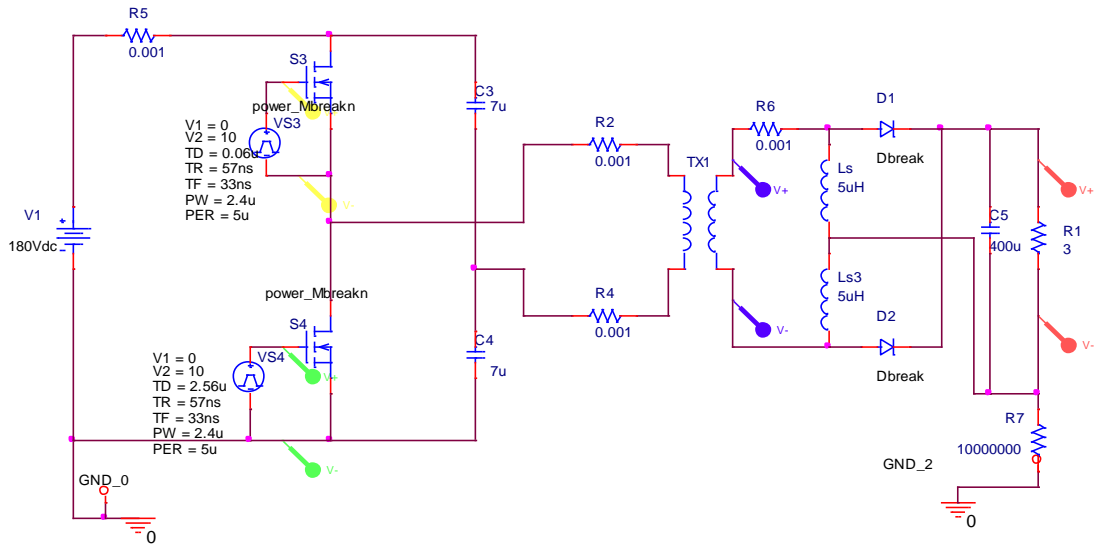 R5
0.001
S3
power_Mbreakn
VS3
V1 = 0
V2 = 10
TD = 0.06u
TR = 57ns
TF = 33ns
PW = 2.4u
PER = 5u
V-
C3
7u
V1
180Vdc
R2
0.001
TX1
R4
0.001
R6
0.001
V+
V-
D1
Dbreak
Ls
5uH
Ls3
5uH
D2
Dbreak
C5
400u
R1
3
V+
V-
power_Mbreakn
S4
VS4
V1 = 0
V2 = 10
TD = 2.56u
TR = 57ns
TF = 33ns
PW = 2.4u
PER = 5u
V+
V-
C4
7u
R7
10000000
GND_0
0
GND_2
0